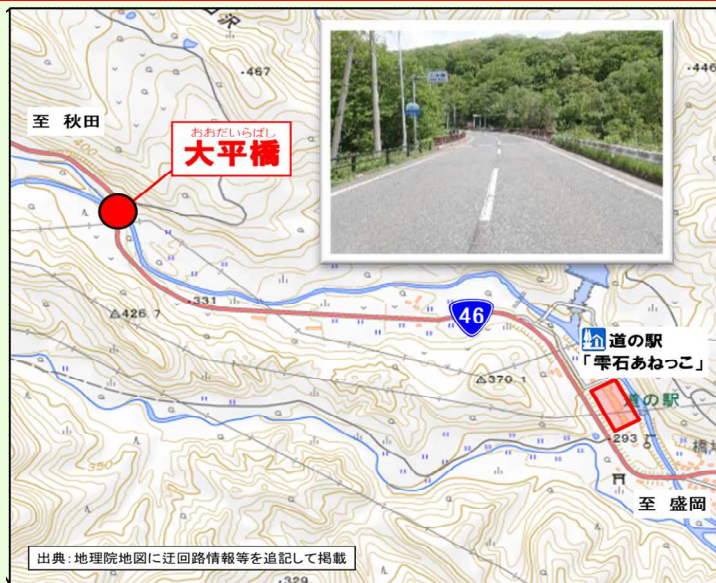 ・467
・446
至 秋田
400
おおだいらばし
大平橋
・331
△426.7
46
道の駅
「雫石あねっこ」
△370.1
道の駅
・293
橋場
350
至 盛岡
出典：地理院地図に迂回路情報等を追記して掲載
・329